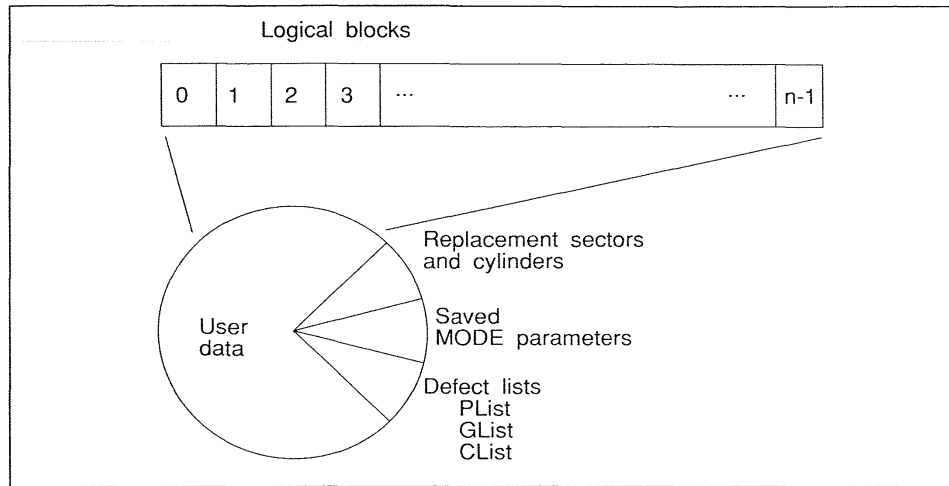 Logical blocks
0 1 2 3 ... ... n-1
Replacement sectors
and cylinders
User
data
Saved
MODE parameters
Defect lists
PList
GList
CList